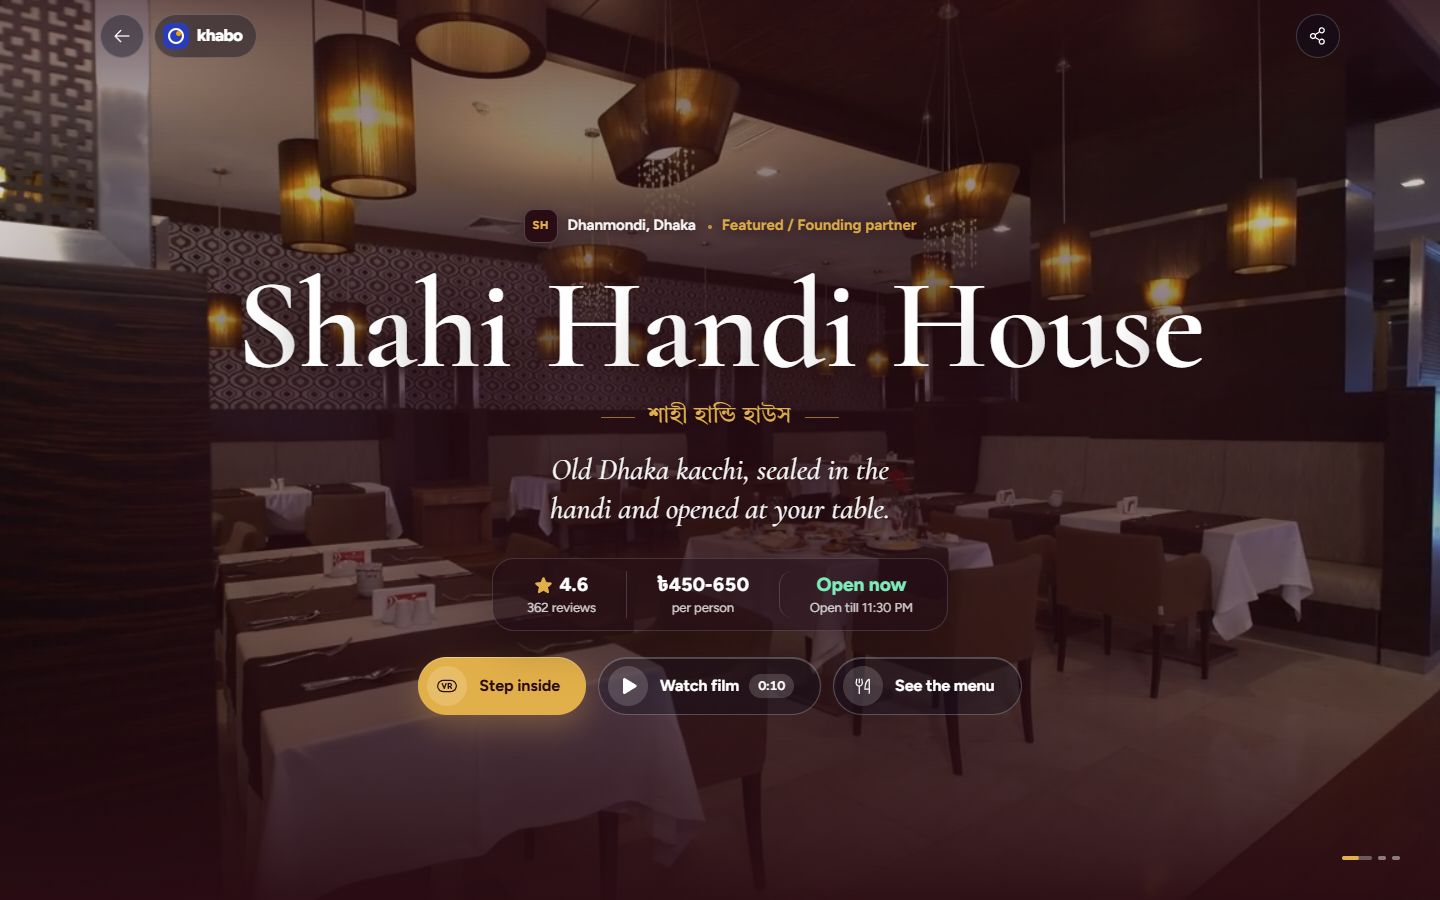 khabo
SH Dhanmondi, Dhaka • Featured / Founding partner
Shahi Handi House
শাহী হান্ডি হাউস
Old Dhaka kacchi, sealed in the
handi and opened at your table.
4.6
362 reviews
৳450-650
per person
Open now
Open till 11:30 PM
VR Step inside
Watch film 0:10
See the menu